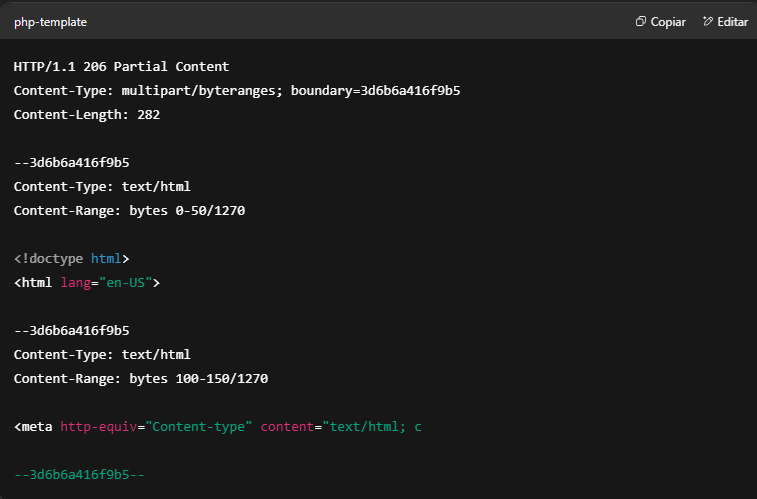 php-template
Copiar
Editar
HTTP/1.1 206 Partial Content
Content-Type: multipart/byteranges; boundary=3d6b6a416f9b5
Content-Length: 282
--3d6b6a416f9b5
Content-Type: text/html
Content-Range: bytes 0-50/1270
<!doctype html>
<html lang="en-US">
--3d6b6a416f9b5
Content-Type: text/html
Content-Range: bytes 100-150/1270
<meta http-equiv="Content-type" content="text/html; c
--3d6b6a416f9b5--